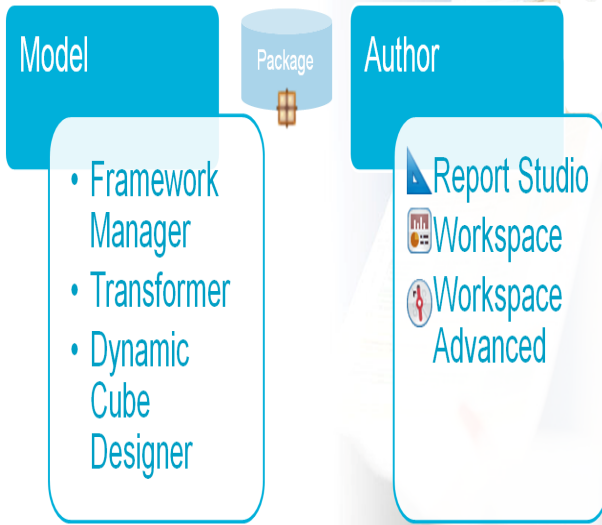 Model
Package
Author
• Framework
Manager
• Transformer
• Dynamic
Cube
Designer
Report Studio
Workspace
Workspace
Advanced